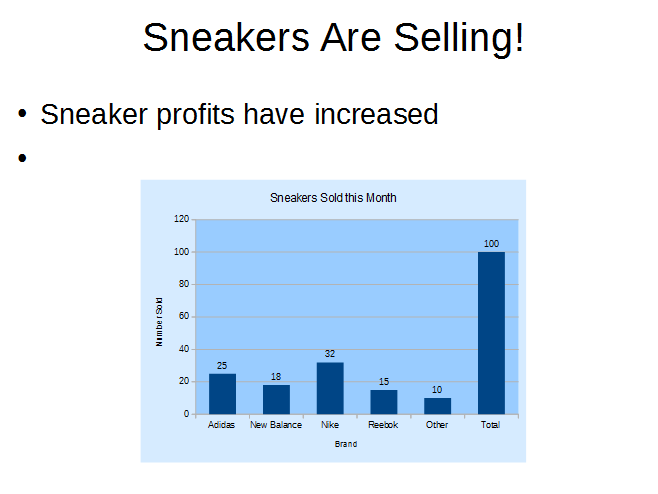 Sneakers Are Selling!
• Sneaker profits have increased
•
Sneakers Sold this Month
120
100
80
60
40
20
0
Number Sold
25
18
32
15
10
100
Adidas New Balance Nike Reebok Other Total
Brand